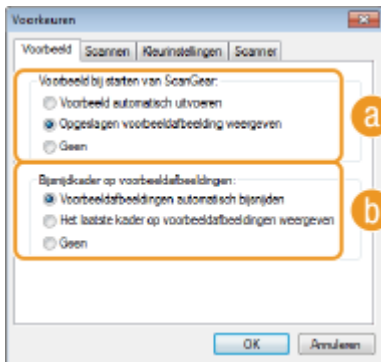 Voorkeuren
Voorbeeld Scannen Kleurinstellingen Scanner
Voorbeeld bij starten van ScanGear:
Voorbeeld automatisch uitvoeren
Opgeslagen voorbeeldafbeelding weergeven
Geen
a
Bijsnijdkader op voorbeeldafbeeldingen:
Voorbeeldafbeeldingen automatisch bijsnijden
Het laatste kader op voorbeeldafbeeldingen weergeven
Geen
b
OK Annuleren